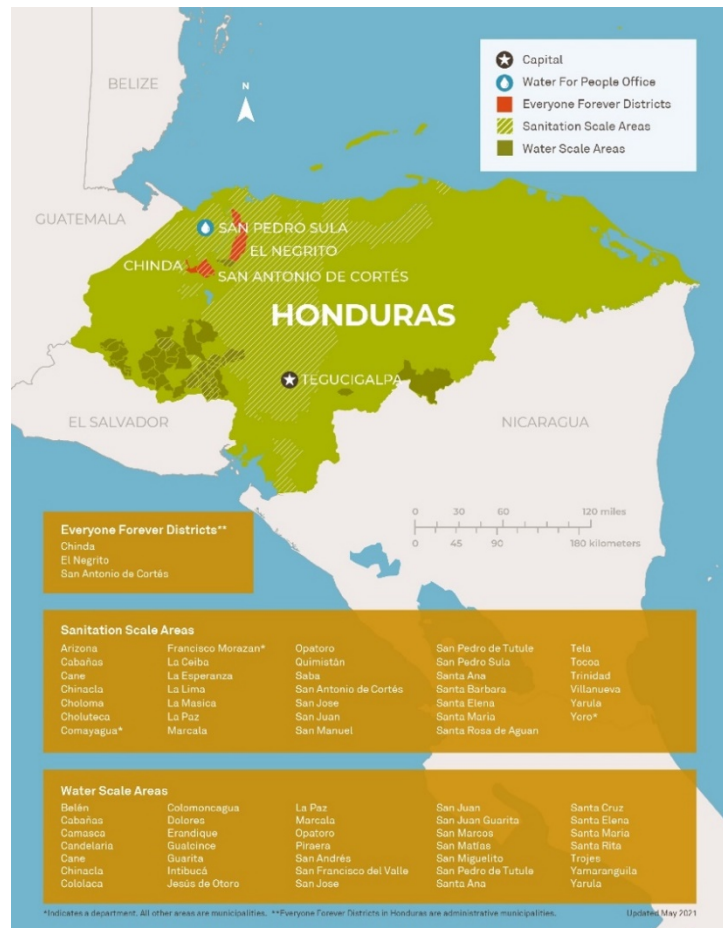 BELIZE
N
Capital
Water For People Office
Everyone Forever Districts
Sanitation Scale Areas
Water Scale Areas
GUATEMALA
SAN PEDRO SULA
EL NEGRITO
CHINDA
SAN ANTONIO DE CORTÉS
HONDURAS
TEGUCIGALPA
EL SALVADOR
NICARAGUA
0 30 60 120 miles
0 45 90 180 kilometers
Everyone Forever Districts**
Chinda
El Negrito
San Antonio de Cortés
Sanitation Scale Areas
Arizona
Cabañas
Cane
Chinacla
Choloma
Choluteca
Comayagua*
Francisco Morazan*
La Ceiba
La Esperanza
La Lima
La Masica
La Paz
Marcala
Opatoro
Quimistán
Saba
San Antonio de Cortés
San Jose
San Juan
San Manuel
San Pedro de Tutule
San Pedro Sula
Santa Ana
Santa Barbara
Santa Elena
Santa Maria
Santa Rosa de Aguan
Tela
Tocoa
Trinidad
Villanueva
Yarula
Yoro*
Water Scale Areas
Belén
Cabañas
Camasca
Candelaria
Cane
Chinacla
Cololaca
Colomoncagua
Dolores
Erandique
Gualcince
Guarita
Intibucá
Jesús de Otoro
La Paz
Marcala
Opatoro
Piraera
San Andrés
San Francisco del Valle
San Jose
San Juan
San Juan Guarita
San Marcos
San Matías
San Miguelito
San Pedro de Tutule
Santa Ana
Santa Cruz
Santa Elena
Santa Maria
Santa Rita
Trojes
Yamaranguila
Yarula
*Indicates a department. All other areas are municipalities. **Everyone Forever Districts in Honduras are administrative municipalities. Updated May 2021